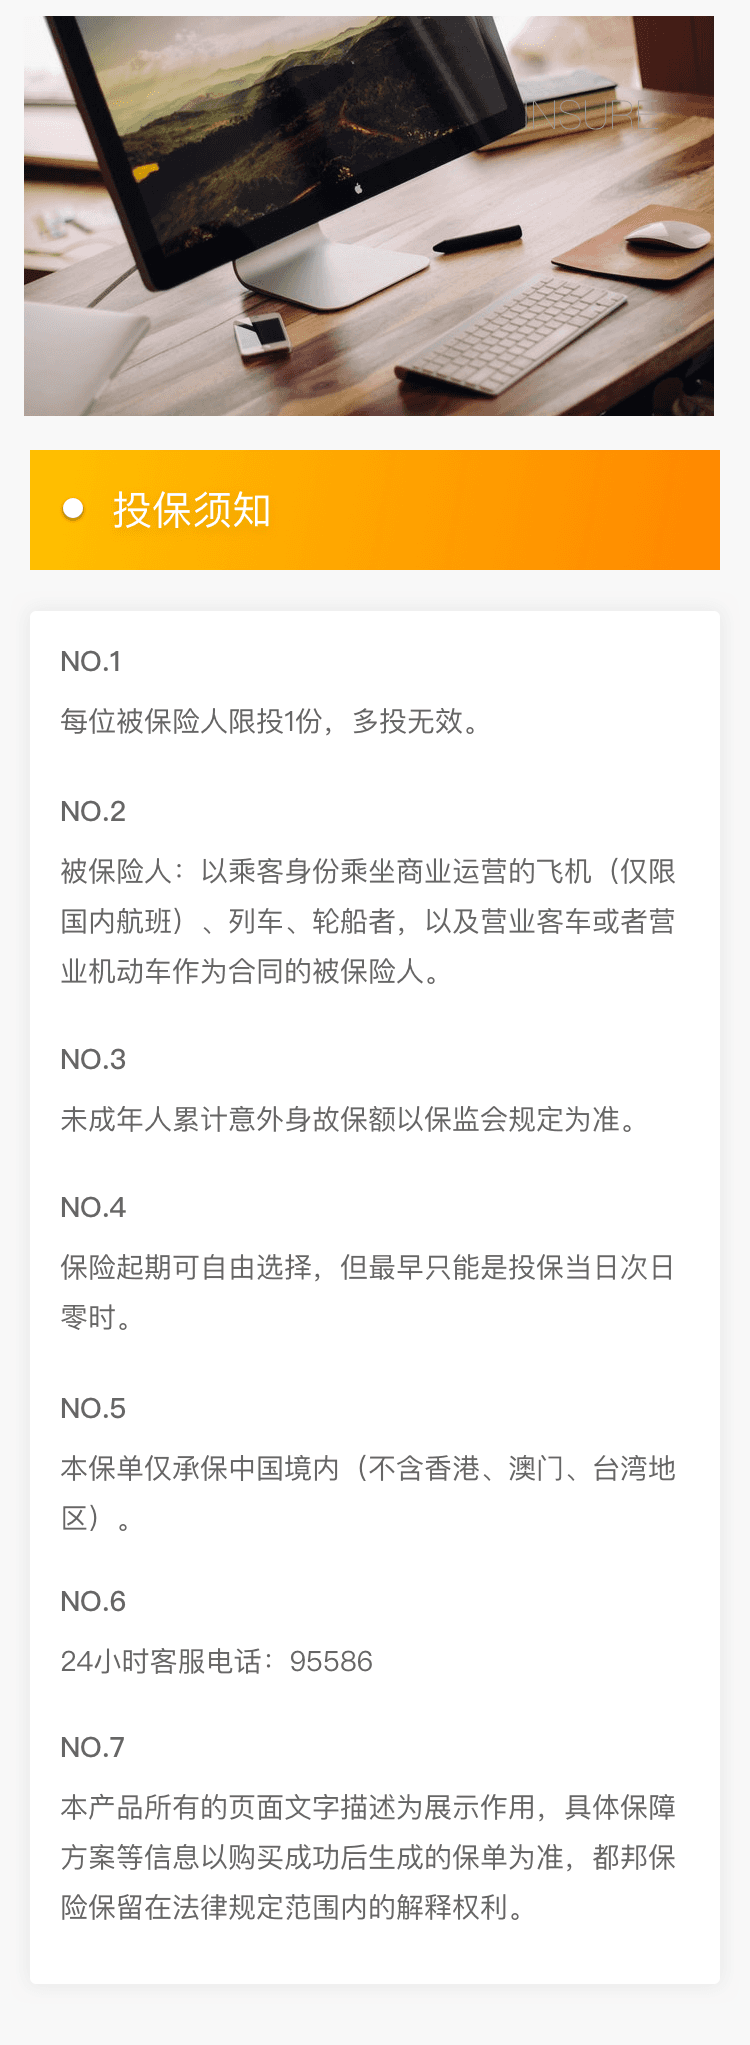 INSURE
投保须知
NO.1
每位被保险人限投1份，多投无效。
NO.2
被保险人：以乘客身份乘坐商业运营的飞机（仅限
国内航班）、列车、轮船者，以及营业客车或者营
业机动车作为合同的被保险人。
NO.3
未成年人累计意外身故保额以保监会规定为准。
NO.4
保险起期可自由选择，但最早只能是投保当日次日
零时。
NO.5
本保单仅承保中国境内（不含香港、澳门、台湾地
区）。
NO.6
24小时客服电话：95586
NO.7
本产品所有的页面文字描述为展示作用，具体保障
方案等信息以购买成功后生成的保单为准，都邦保
险保留在法律规定范围内的解释权利。